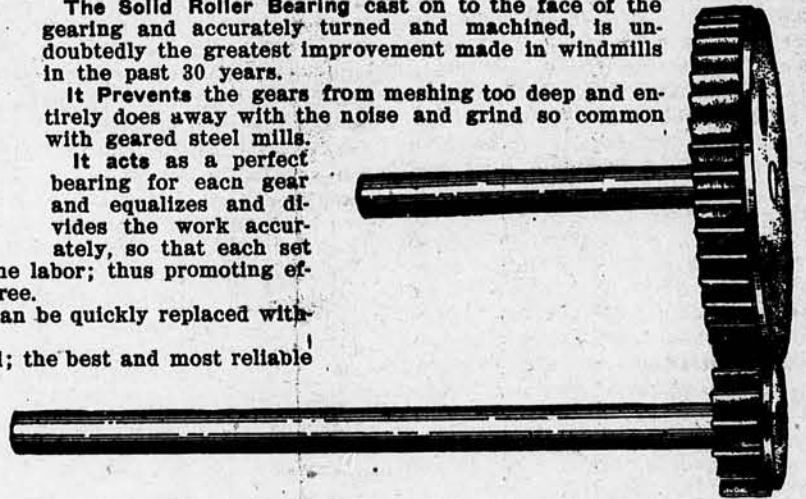 The Solid Roller Bearing cast on to the face of the
gearing and accurately turned and machined, is un-
doubtedly the greatest improvement made in windmills
in the past 30 years.
It Prevents the gears from meshing too deep and en-
tirely does away with the noise and grind so common
with geared steel mills.
It acts as a perfect
bearing for each gear
and equalizes and di-
vides the work accur-
ately, so that each set
ne labor; thus promoting ef-
ree.
an be quickly replaced with-
l; the best and most reliable